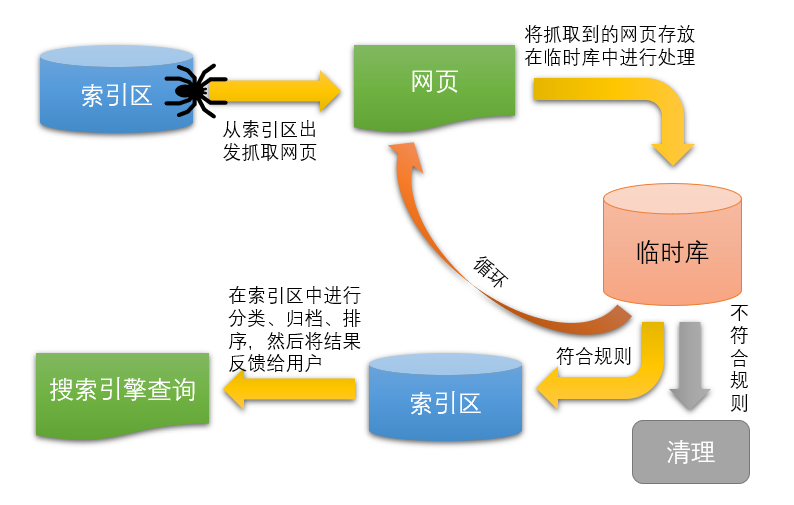 索引区
从索引区出
发抓取网页
网页
将抓取到的网页存放
在临时库中进行处理
临时库
循环
不符合规则
符合规则
清理
索引区
在索引区中进行
分类、归档、排
序，然后将结果
反馈给用户
搜索引擎查询